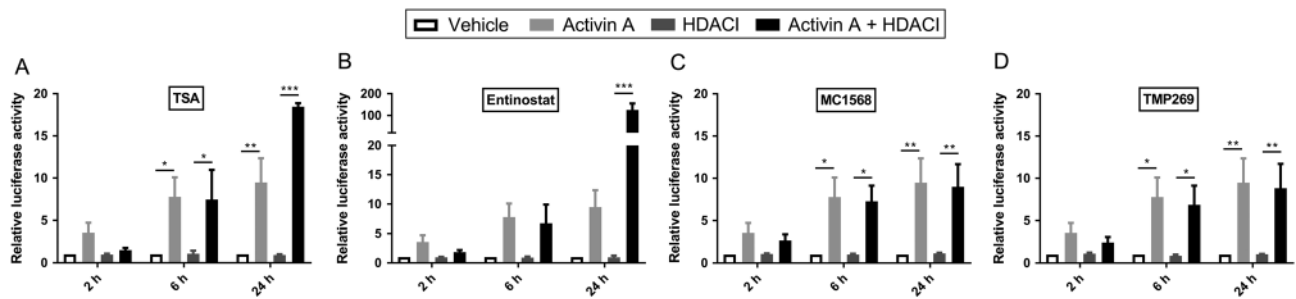 Vehicle Activin A HDACI Activin A + HDACI
A
TSA
Relative luciferase activity
20
15
10
5
0
* * ** ***
2 h 6 h 24 h
B
Entinostat
Relative luciferase activity
200
100
20
15
10
5
0
***
2 h 6 h 24 h
C
MC1568
Relative luciferase activity
20
15
10
5
0
* * ** **
2 h 6 h 24 h
D
TMP269
Relative luciferase activity
20
15
10
5
0
* * ** **
2 h 6 h 24 h